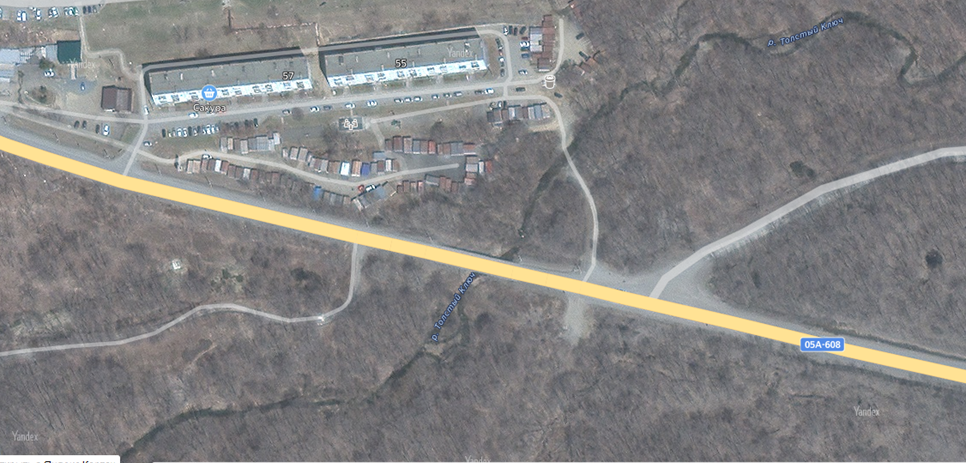 р. Толстый Ключ
Yandex
55
Yandex
57
Сакура
р. Толстый Ключ
05А-608
Yandex
Yandex
Yandex